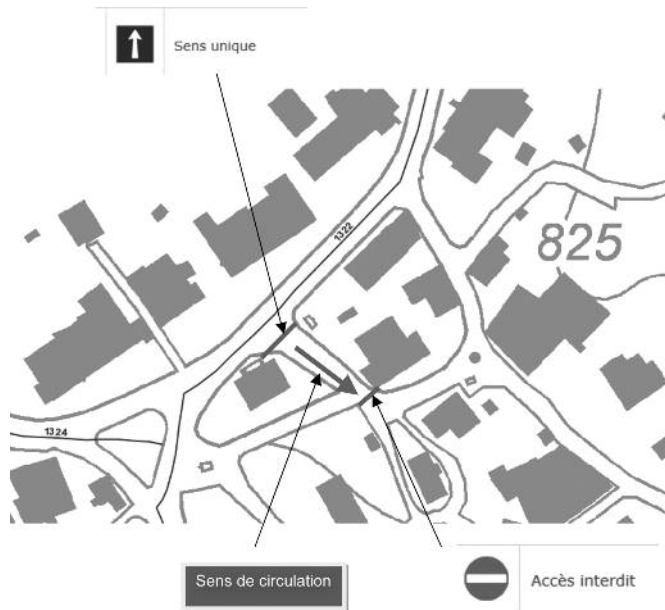 Sens unique
1322
825
1324
Sens de circulation
Accès interdit